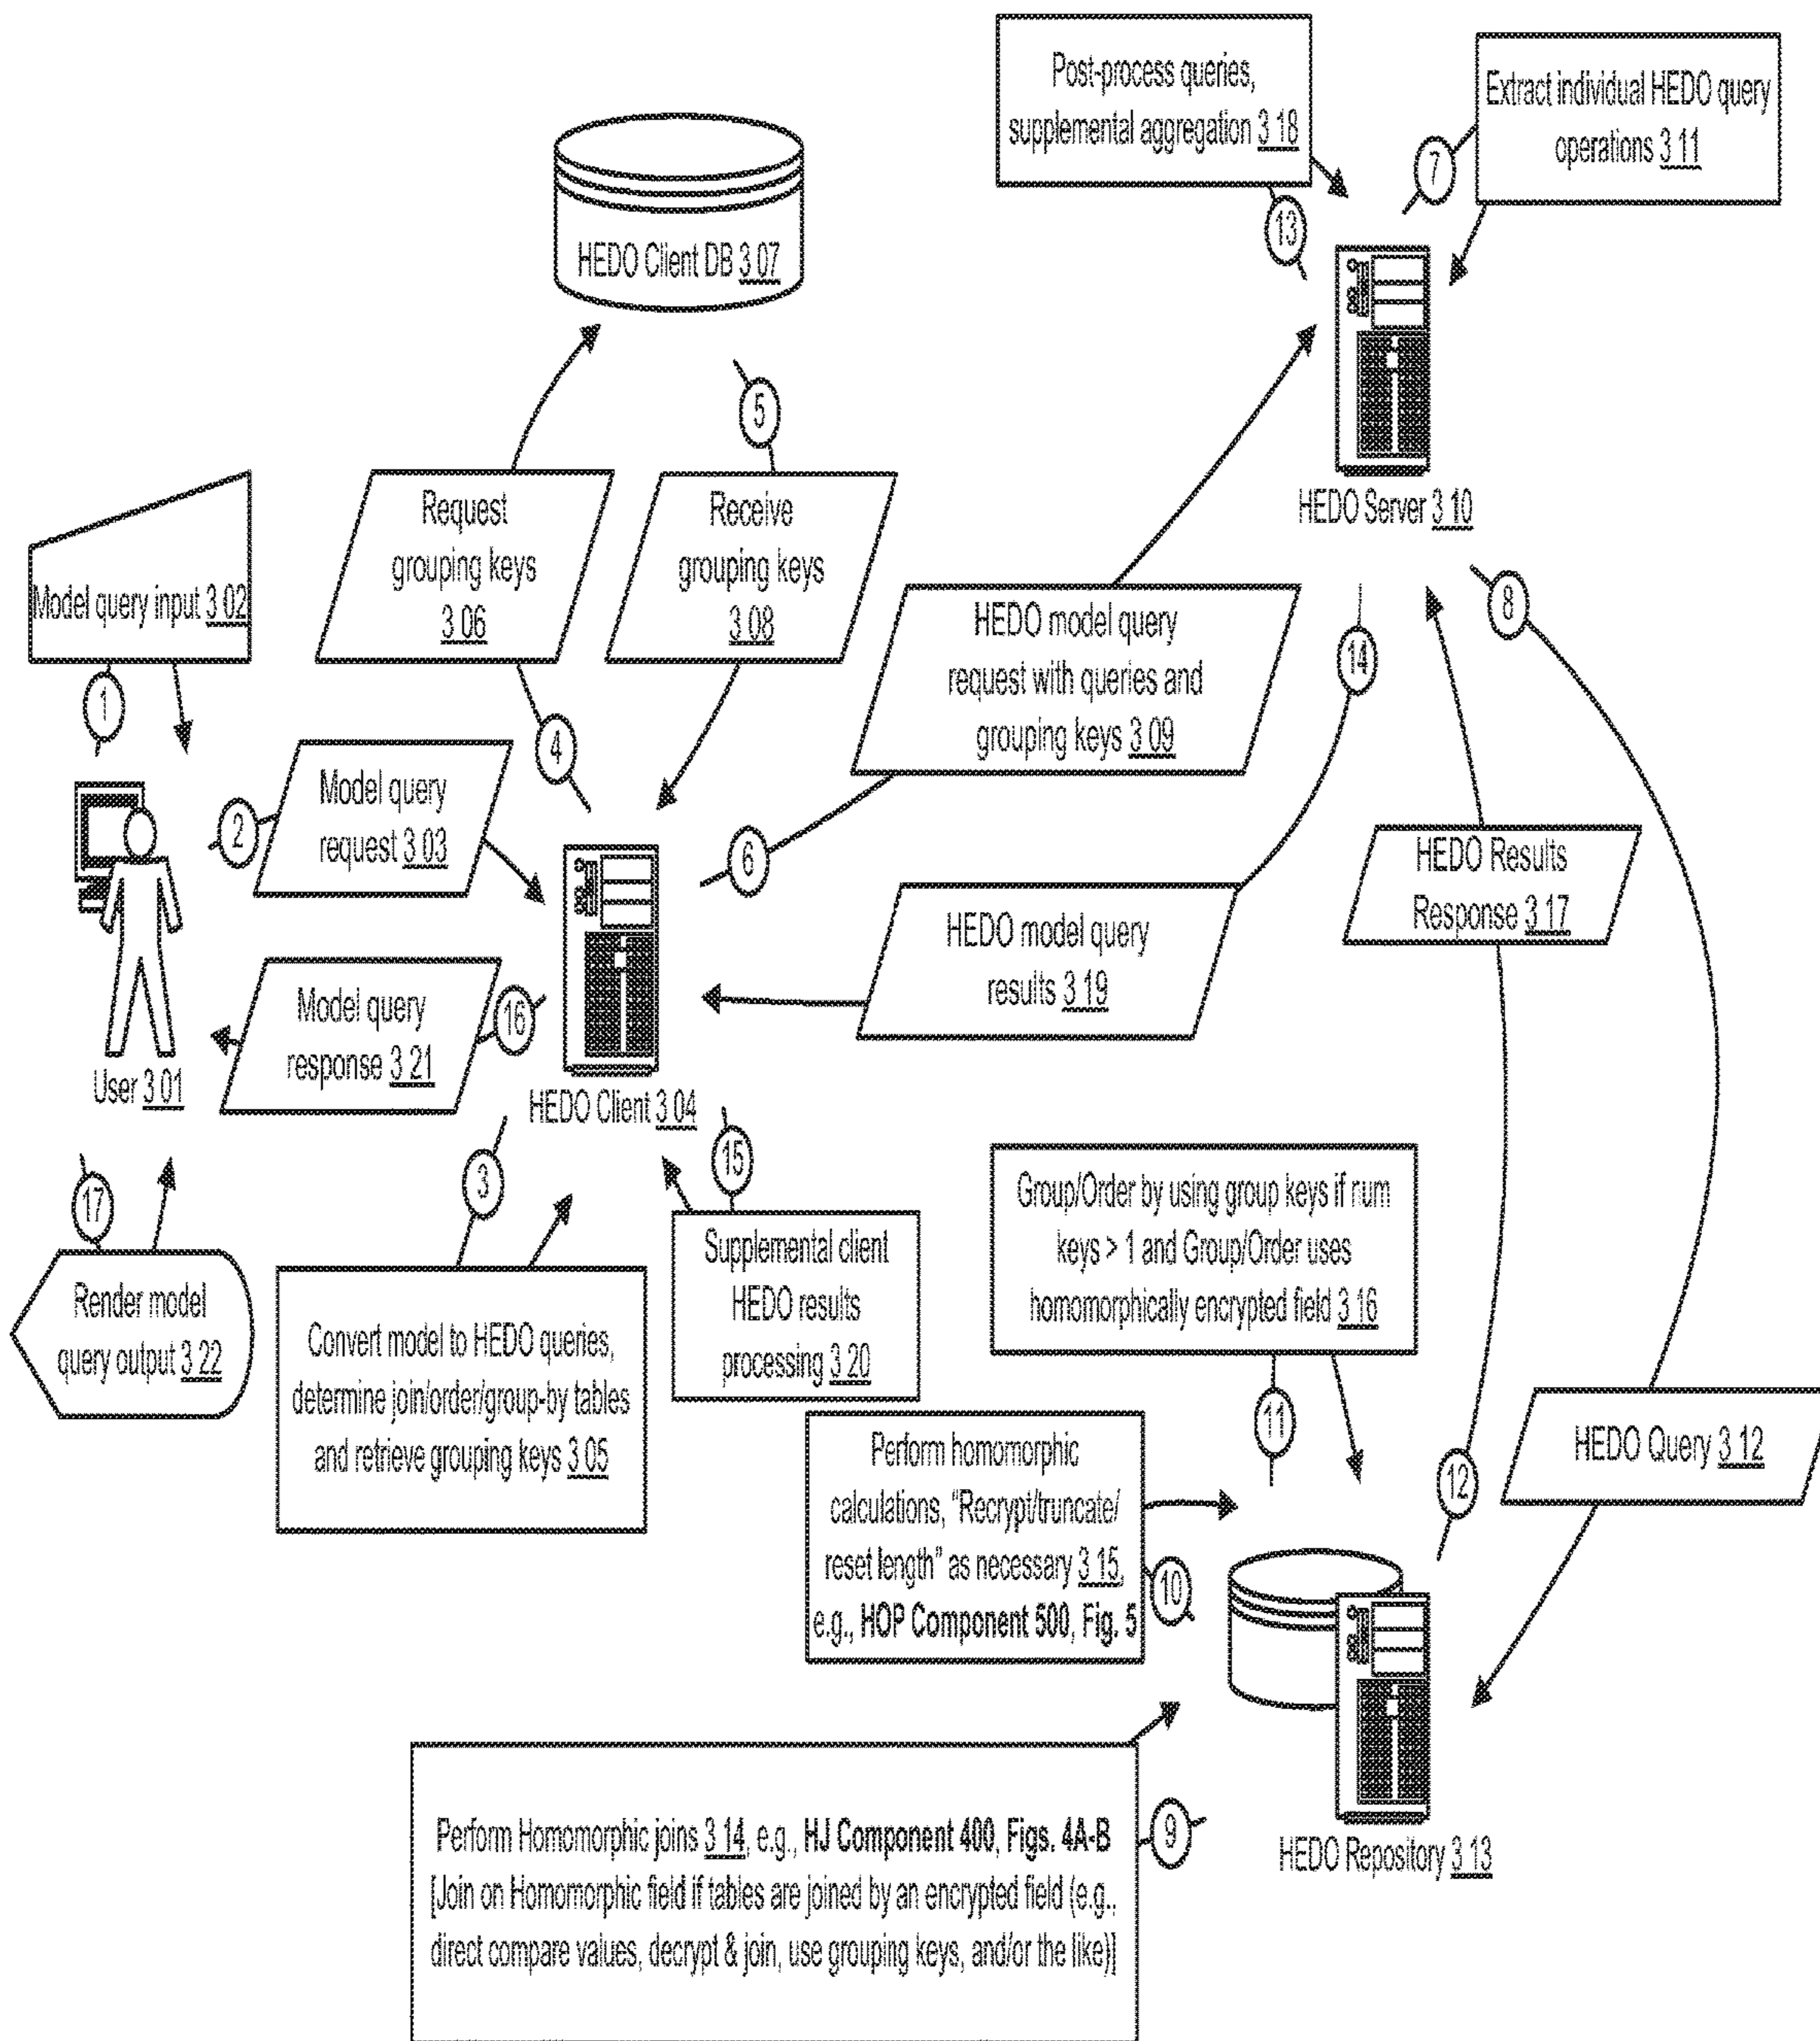 Post-process queries,
supplemental aggregation 3 18
Extract individual HEDO query
operations 3 11
7
13
HEDO Client DB 3 07
5
HEDO Server 3 10
Request
grouping keys
3 06
Receive
grouping keys
3 08
Model query input 3 02
HEDO model query
request with queries and
grouping keys 3 09
8
14
1
4
2
Model query
request 3 03
6
HEDO Results
Response 3 17
HEDO model query
results 3 19
Model query
response 3 21
16
User 3 01
HEDO Client 3 04
3
15
17
Group/Order by using group keys if num
keys > 1 and Group/Order uses
homomorphically encrypted field 3 16
Supplemental client
HEDO results
processing 3 20
Render model
query output 3 22
Convert model to HEDO queries,
determine join/order/group-by tables
and retrieve grouping keys 3 05
11
12
HEDO Query 3 12
Perform homomorphic
calculations, "Recrypt/truncate/
reset length" as necessary 3 15,
e.g., HOP Component 500, Fig. 5
10
Perform Homomorphic joins 3 14, e.g., HJ Component 400, Figs. 4A-B
[Join on Homomorphic field if tables are joined by an encrypted field (e.g.,
direct compare values, decrypt & join, use grouping keys, and/or the like)]
9
HEDO Repository 3 13